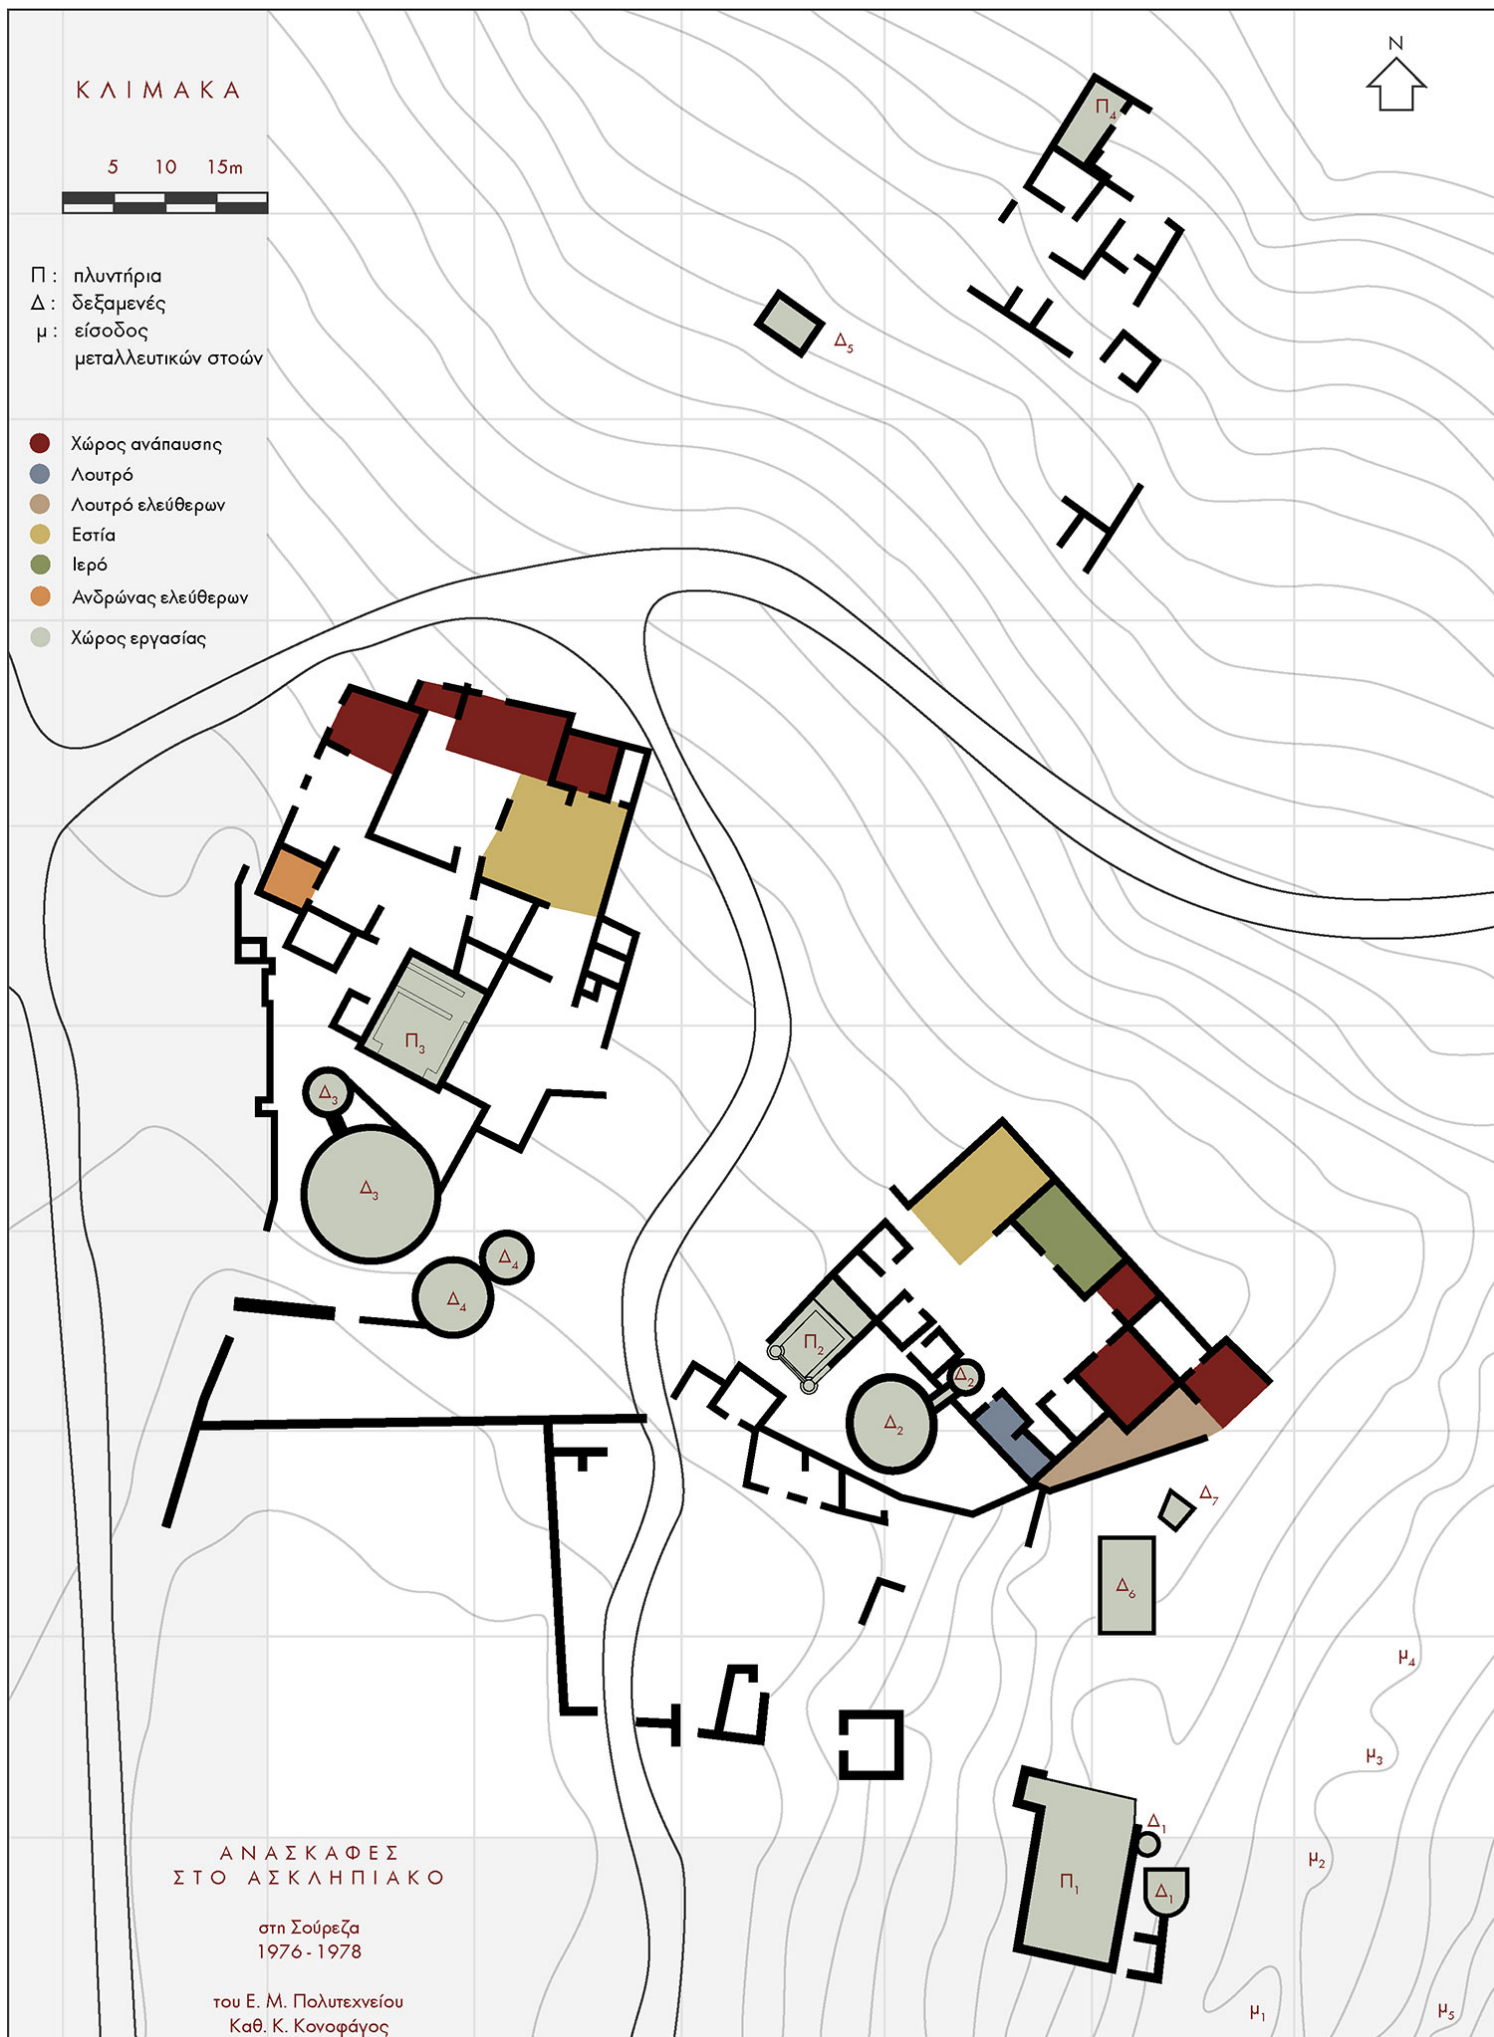 ΚΛΙΜΑΚΑ
N
5 10 15m
Π : πλυντήρια
Δ : δεξαμενές
μ : είσοδος
μεταλλευτικών στοών
Χώρος ανάπαυσης
Λουτρό
Λουτρό ελεύθερων
Εστία
Ιερό
Ανδρώνας ελεύθερων
Χώρος εργασίας
Π₄
Δ₅
Π₃
Δ₃
Δ₃
Δ₄
Δ₄
Π₂
Δ₂
Δ₂
Δ₇
Δ₆
μ₄
μ₃
Δ₁
μ₂
Π₁
Δ₁
μ₁
μ₅
ΑΝΑΣΚΑΦΕΣ
ΣΤΟ ΑΣΚΛΗΠΙΑΚΟ
στη Σούρεζα
1976 - 1978
του Ε. Μ. Πολυτεχνείου
Καθ. Κ. Κονοφάγος